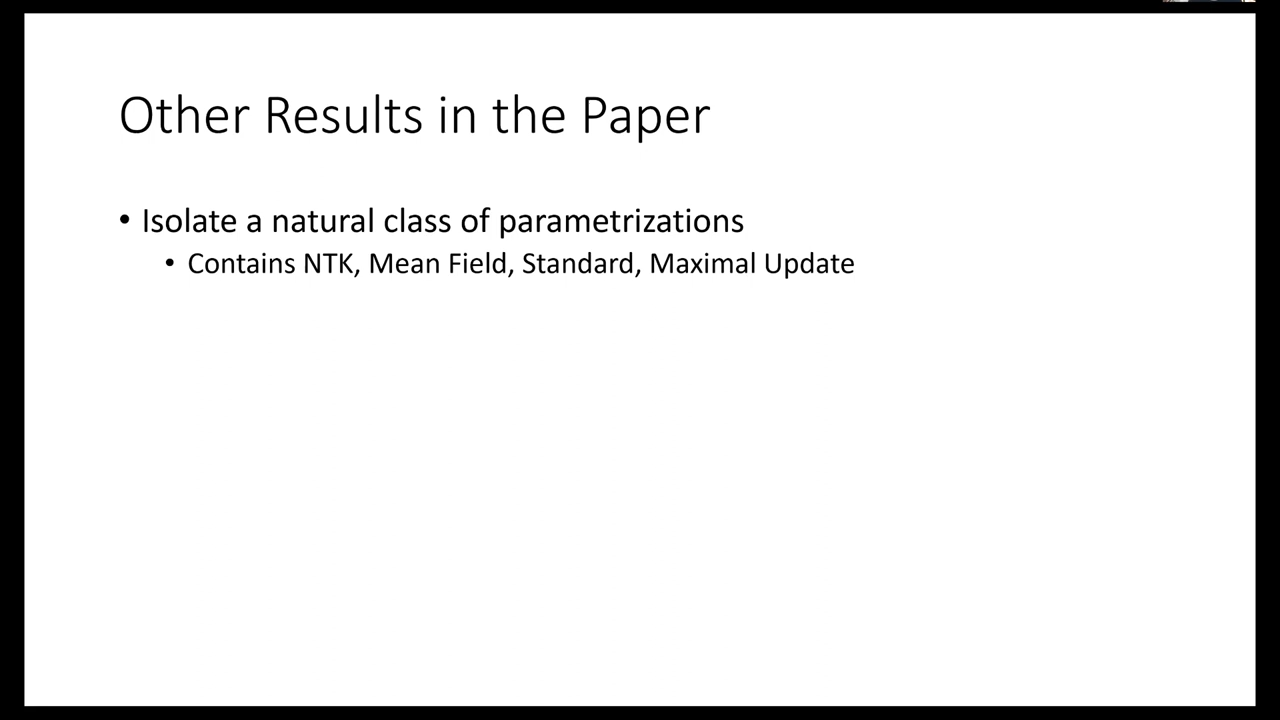 Other Results in the Paper
• Isolate a natural class of parametrizations
• Contains NTK, Mean Field, Standard, Maximal Update